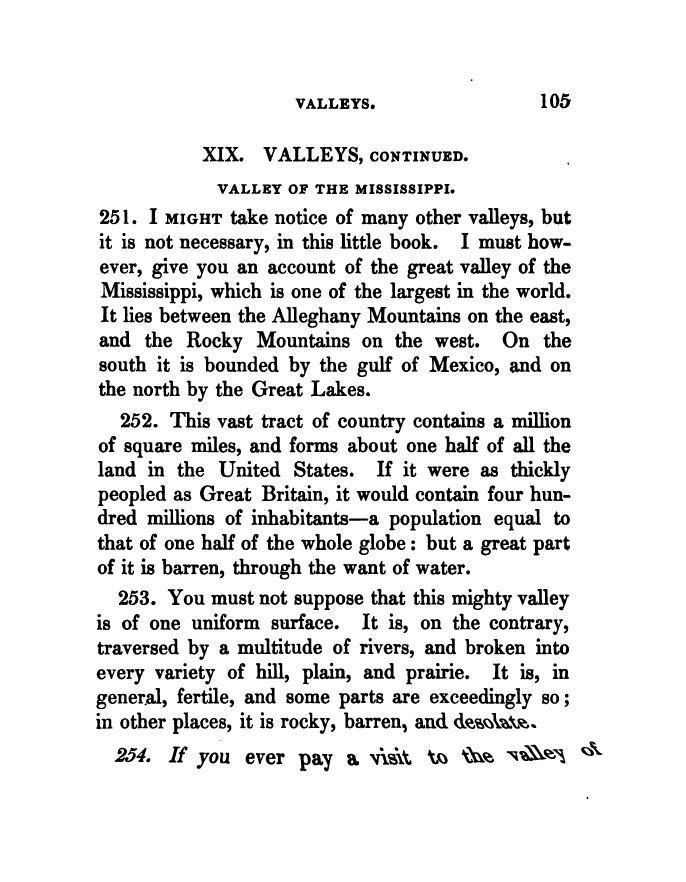 VALLEYS. 105
XIX. VALLEYS, CONTINUED.
VALLEY OF THE MISSISSIPPI.
251. I MIGHT take notice of many other valleys, but
it is not necessary, in this little book. I must how-
ever, give you an account of the great valley of the
Mississippi, which is one of the largest in the world.
It lies between the Alleghany Mountains on the east,
and the Rocky Mountains on the west. On the
south it is bounded by the gulf of Mexico, and on
the north by the Great Lakes.
252. This vast tract of country contains a million
of square miles, and forms about one half of all the
land in the United States. If it were as thickly
peopled as Great Britain, it would contain four hun-
dred millions of inhabitants—a population equal to
that of one half of the whole globe: but a great part
of it is barren, through the want of water.
253. You must not suppose that this mighty valley
is of one uniform surface. It is, on the contrary,
traversed by a multitude of rivers, and broken into
every variety of hill, plain, and prairie. It is, in
general, fertile, and some parts are exceedingly so;
in other places, it is rocky, barren, and desolate.
254. If you ever pay a visit to the valley of